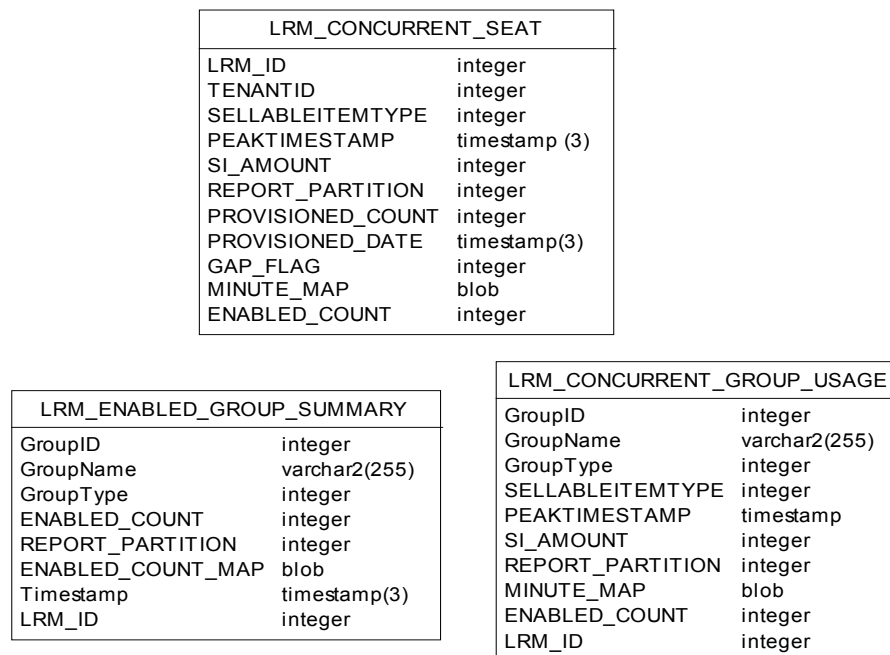 LRM_CONCURRENT_SEAT
LRM_ID integer
TENANTID integer
SELLABLEITEMTYPE integer
PEAKTIMESTAMP timestamp (3)
SI_AMOUNT integer
REPORT_PARTITION integer
PROVISIONED_COUNT integer
PROVISIONED_DATE timestamp(3)
GAP_FLAG integer
MINUTE_MAP blob
ENABLED_COUNT integer
LRM_ENABLED_GROUP_SUMMARY
GroupID integer
GroupName varchar2(255)
GroupType integer
ENABLED_COUNT integer
REPORT_PARTITION integer
ENABLED_COUNT_MAP blob
Timestamp timestamp(3)
LRM_ID integer
LRM_CONCURRENT_GROUP_USAGE
GroupID integer
GroupName varchar2(255)
GroupType integer
SELLABLEITEMTYPE integer
PEAKTIMESTAMP timestamp
SI_AMOUNT integer
REPORT_PARTITION integer
MINUTE_MAP blob
ENABLED_COUNT integer
LRM_ID integer